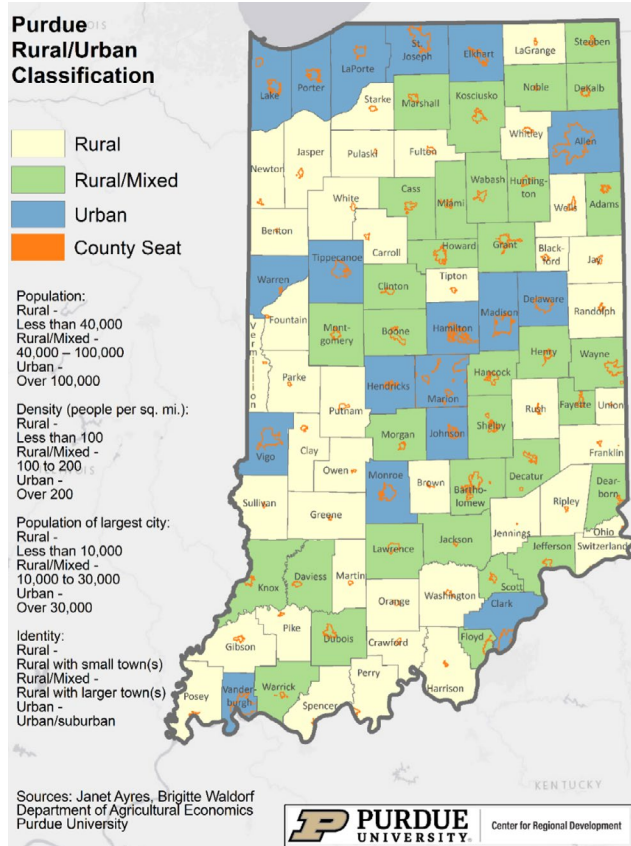 Purdue
Rural/Urban
Classification
Rural
Rural/Mixed
Urban
County Seat
Population:
Rural -
Less than 40,000
Rural/Mixed -
40,000 – 100,000
Urban -
Over 100,000
Density (people per sq. mi.):
Rural -
Less than 100
Rural/Mixed -
100 to 200
Urban -
Over 200
Population of largest city:
Rural -
Less than 10,000
Rural/Mixed -
10,000 to 30,000
Urban -
Over 30,000
Identity:
Rural -
Rural with small town(s)
Rural/Mixed -
Rural with larger town(s)
Urban -
Urban/suburban
Sources: Janet Ayres, Brigitte Waldorf
Department of Agricultural Economics
Purdue University
Lake
Porter
LaPorte
St.
Joseph
Elkhart
LaGrange
Steuben
Starke
Marshall
Kosciusko
Noble
DeKalb
Newton
Jasper
Pulaski
Fulton
Whitley
Allen
White
Cass
Miami
Wabash
Hunting-
ton
Wells
Adams
Benton
Carroll
Howard
Grant
Black-
ford
Jay
Warren
Tippecanoe
Clinton
Tipton
Madison
Delaware
Randolph
Fountain
Vermillion
Mont-
gomery
Boone
Hamilton
Henry
Wayne
Parke
Putnam
Hendricks
Marion
Hancock
Rush
Fayette
Union
Vigo
Clay
Owen
Morgan
Johnson
Shelby
Decatur
Franklin
Sullivan
Greene
Monroe
Brown
Bartho-
lomew
Jennings
Ripley
Dear-
born
Ohio
Switzerland
Knox
Daviess
Martin
Lawrence
Jackson
Scott
Jefferson
Gibson
Pike
Dubois
Orange
Washington
Clark
Floyd
Posey
Vander-
burgh
Warrick
Spencer
Perry
Crawford
Harrison
KENTUCKY
P PURDUE
UNIVERSITY.
Center for Regional Development